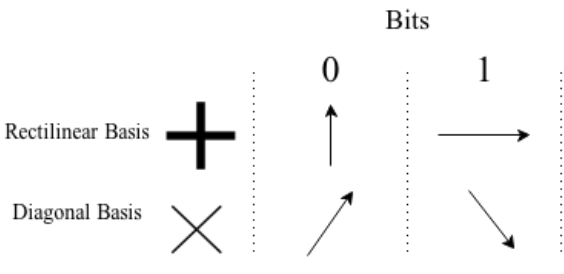 Bits
0 1
Rectilinear Basis
Diagonal Basis